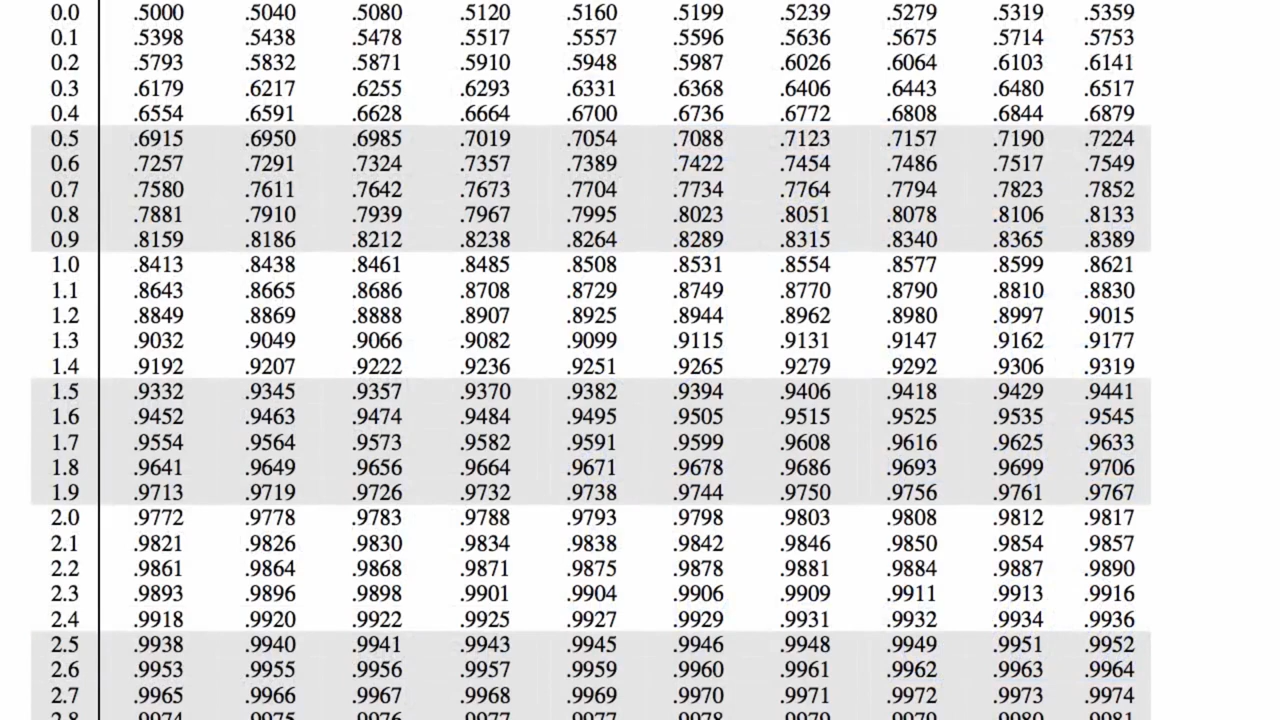 0.0 .5000 .5040 .5080 .5120 .5160 .5199 .5239 .5279 .5319 .5359
0.1 .5398 .5438 .5478 .5517 .5557 .5596 .5636 .5675 .5714 .5753
0.2 .5793 .5832 .5871 .5910 .5948 .5987 .6026 .6064 .6103 .6141
0.3 .6179 .6217 .6255 .6293 .6331 .6368 .6406 .6443 .6480 .6517
0.4 .6554 .6591 .6628 .6664 .6700 .6736 .6772 .6808 .6844 .6879
0.5 .6915 .6950 .6985 .7019 .7054 .7088 .7123 .7157 .7190 .7224
0.6 .7257 .7291 .7324 .7357 .7389 .7422 .7454 .7486 .7517 .7549
0.7 .7580 .7611 .7642 .7673 .7704 .7734 .7764 .7794 .7823 .7852
0.8 .7881 .7910 .7939 .7967 .7995 .8023 .8051 .8078 .8106 .8133
0.9 .8159 .8186 .8212 .8238 .8264 .8289 .8315 .8340 .8365 .8389
1.0 .8413 .8438 .8461 .8485 .8508 .8531 .8554 .8577 .8599 .8621
1.1 .8643 .8665 .8686 .8708 .8729 .8749 .8770 .8790 .8810 .8830
1.2 .8849 .8869 .8888 .8907 .8925 .8944 .8962 .8980 .8997 .9015
1.3 .9032 .9049 .9066 .9082 .9099 .9115 .9131 .9147 .9162 .9177
1.4 .9192 .9207 .9222 .9236 .9251 .9265 .9279 .9292 .9306 .9319
1.5 .9332 .9345 .9357 .9370 .9382 .9394 .9406 .9418 .9429 .9441
1.6 .9452 .9463 .9474 .9484 .9495 .9505 .9515 .9525 .9535 .9545
1.7 .9554 .9564 .9573 .9582 .9591 .9599 .9608 .9616 .9625 .9633
1.8 .9641 .9649 .9656 .9664 .9671 .9678 .9686 .9693 .9699 .9706
1.9 .9713 .9719 .9726 .9732 .9738 .9744 .9750 .9756 .9761 .9767
2.0 .9772 .9778 .9783 .9788 .9793 .9798 .9803 .9808 .9812 .9817
2.1 .9821 .9826 .9830 .9834 .9838 .9842 .9846 .9850 .9854 .9857
2.2 .9861 .9864 .9868 .9871 .9875 .9878 .9881 .9884 .9887 .9890
2.3 .9893 .9896 .9898 .9901 .9904 .9906 .9909 .9911 .9913 .9916
2.4 .9918 .9920 .9922 .9925 .9927 .9929 .9931 .9932 .9934 .9936
2.5 .9938 .9940 .9941 .9943 .9945 .9946 .9948 .9949 .9951 .9952
2.6 .9953 .9955 .9956 .9957 .9959 .9960 .9961 .9962 .9963 .9964
2.7 .9965 .9966 .9967 .9968 .9969 .9970 .9971 .9972 .9973 .9974
2.8 .9974 .9975 .9976 .9977 .9977 .9978 .9979 .9979 .9980 .9981